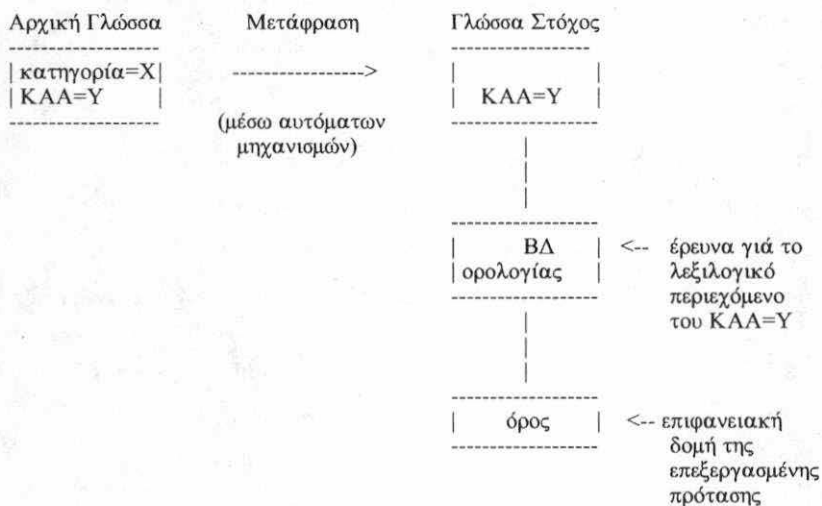 Αρχική Γλώσσα Μετάφραση Γλώσσα Στόχος
------------------ ------------------
| κατηγορία=Χ| ----------------> | |
| ΚΑΑ=Υ | | ΚΑΑ=Υ |
------------------ (μέσω αυτόματων ------------------
μηχανισμών) |
|
|
|
------------------
| ΒΔ | <-- έρευνα γιά το
| ορολογίας | λεξιλογικό
------------------ περιεχόμενο
| του ΚΑΑ=Υ
|
|
|
------------------
| όρος | <-- επιφανειακή
------------------ δομή της
επεξεργασμένης
πρότασης